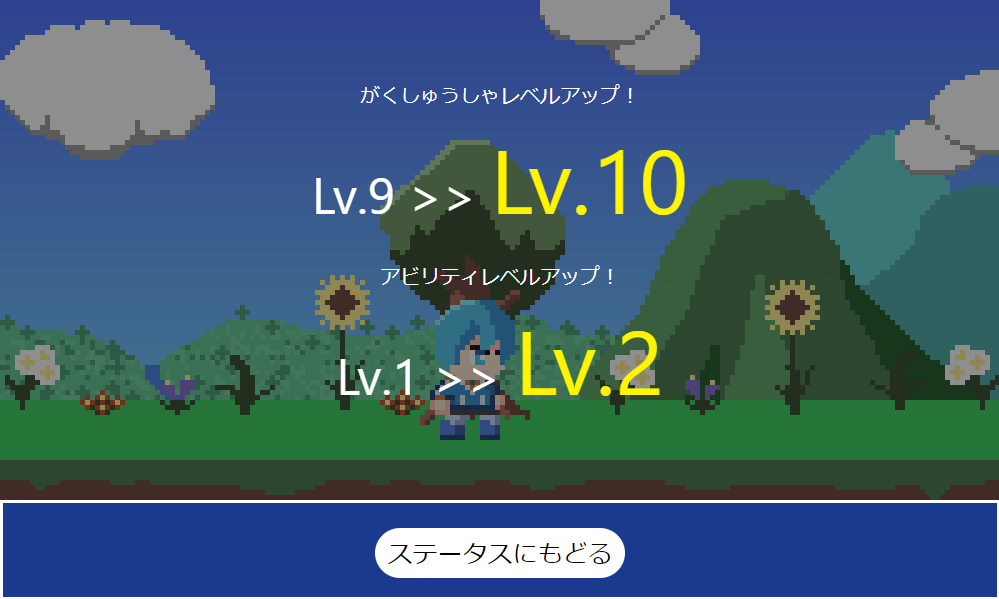 がくしゅうしゃレベルアップ！
Lv.9 >> Lv.10
アビリティレベルアップ！
Lv.1 >> Lv.2
ステータスにもどる